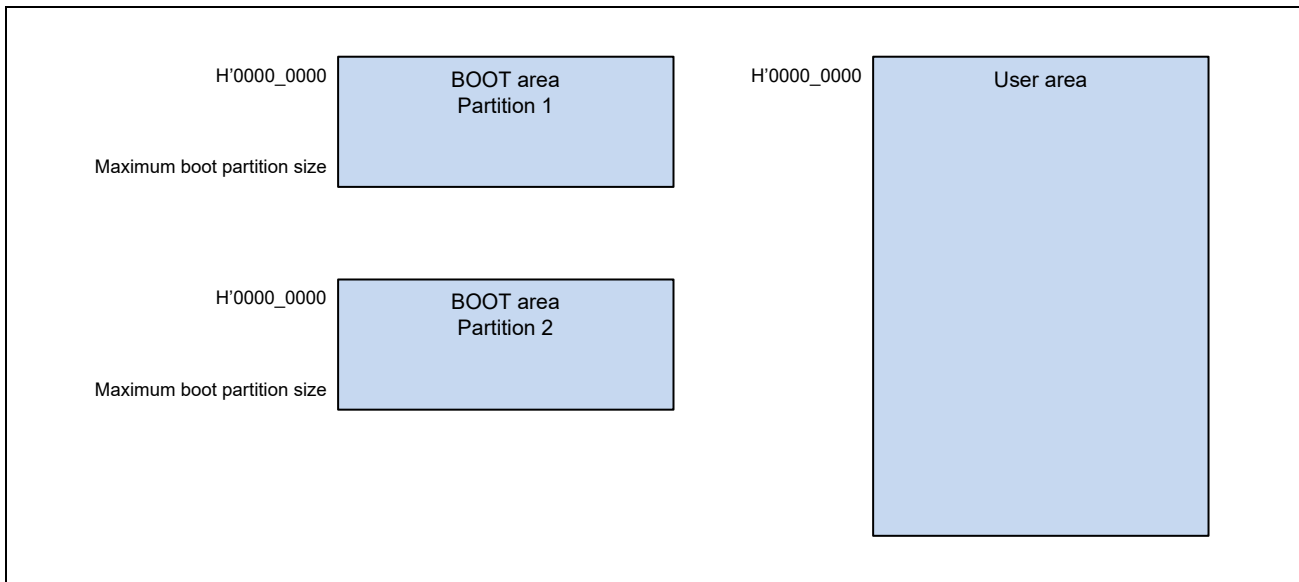 H'0000_0000
BOOT area
Partition 1
Maximum boot partition size
H'0000_0000
BOOT area
Partition 2
Maximum boot partition size
H'0000_0000
User area